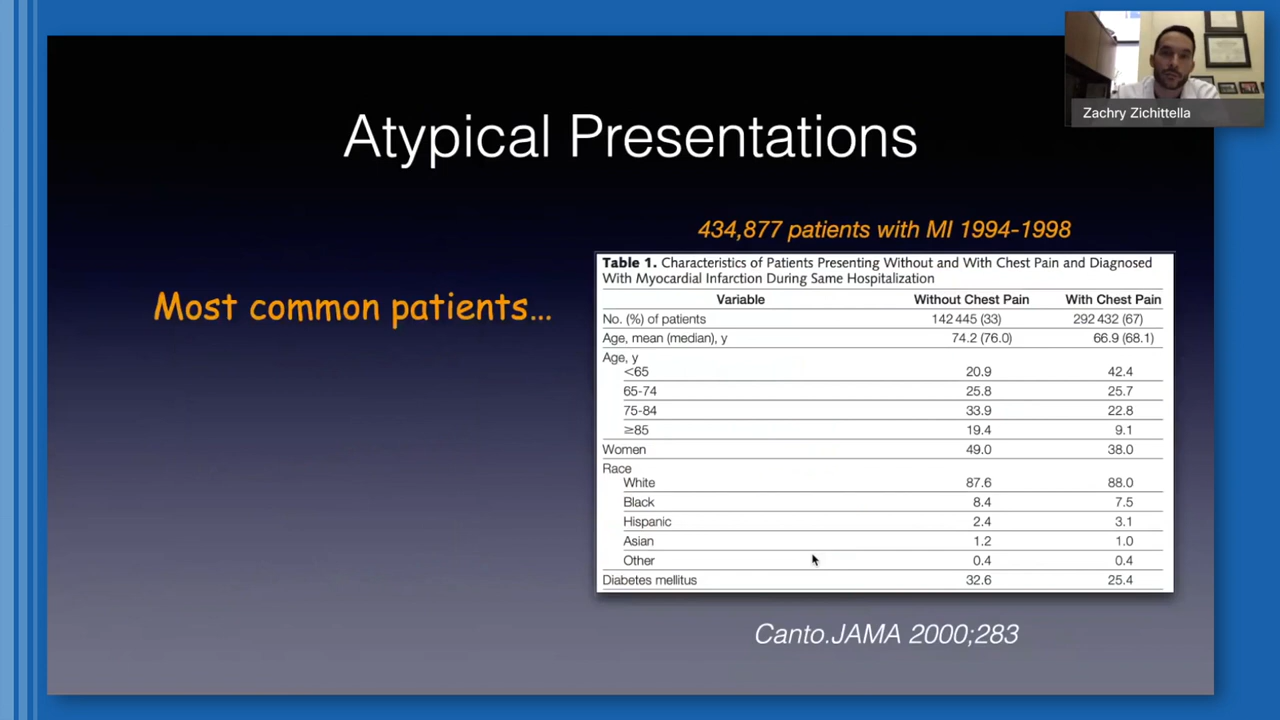 Zachry Zichittella
Atypical Presentations
Most common patients...
434,877 patients with MI 1994-1998
Table 1. Characteristics of Patients Presenting Without and With Chest Pain and Diagnosed
With Myocardial Infarction During Same Hospitalization
Variable Without Chest Pain With Chest Pain
No. (%) of patients 142 445 (33) 292 432 (67)
Age, mean (median), y 74.2 (76.0) 66.9 (68.1)
Age, y
<65 20.9 42.4
65-74 25.8 25.7
75-84 33.9 22.8
≥85 19.4 9.1
Women 49.0 38.0
Race
White 87.6 88.0
Black 8.4 7.5
Hispanic 2.4 3.1
Asian 1.2 1.0
Other 0.4 0.4
Diabetes mellitus 32.6 25.4
Canto.JAMA 2000;283